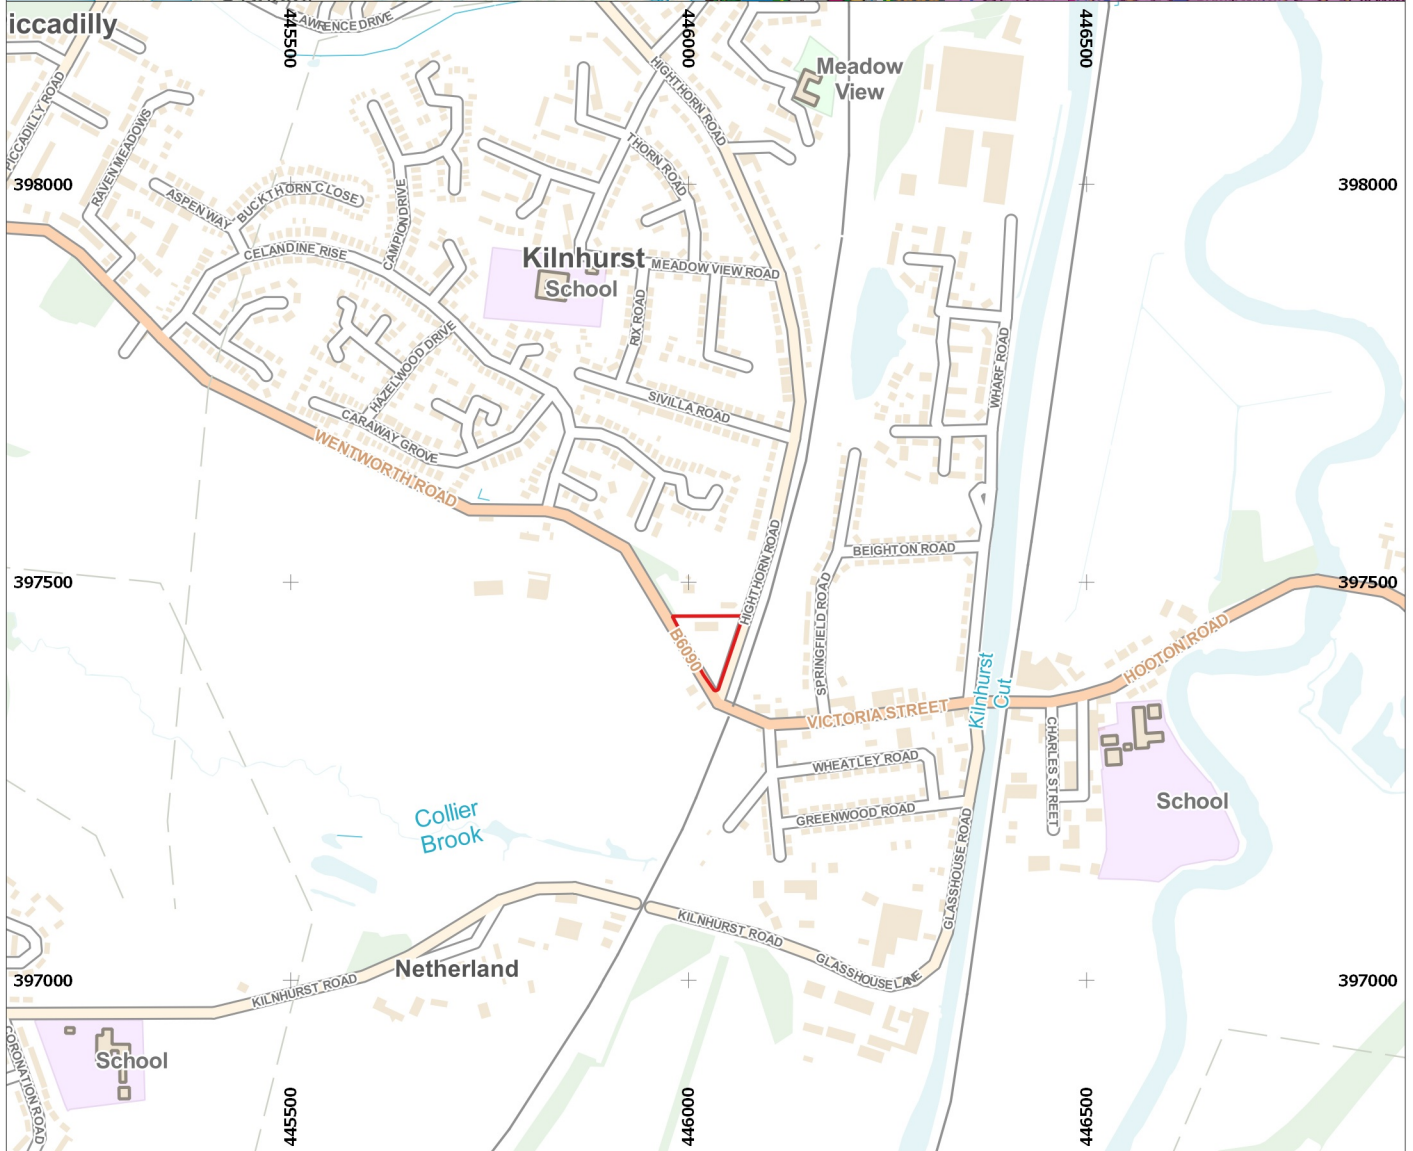 iccadilly
LAWRENCE DRIVE
445500
446000
446500
HIGHTHORN ROAD
Meadow
View
PICCADILLY ROAD
RAVEN MEADOWS
THORN ROAD
398000
398000
ASPEN WAY
BUCKTHORN CLOSE
CAMPION DRIVE
CELANDINE RISE
Kilnhurst
School
MEADOW VIEW ROAD
RIX ROAD
HAZELWOOD DRIVE
WHARF ROAD
SIVILLA ROAD
CARAWAY GROVE
WENTWORTH ROAD
HIGHTHORN ROAD
BEIGHTON ROAD
397500
397500
SPRINGFIELD ROAD
B6090
HOOTON ROAD
Kilnhurst
Cut
VICTORIA STREET
CHARLES STREET
WHEATLEY ROAD
School
Collier
Brook
GREENWOOD ROAD
GLASSHOUSE ROAD
KILNHURST ROAD
GLASSHOUSE LANE
Netherland
397000
397000
KILNHURST ROAD
CORONATION ROAD
School
445500
446000
446500